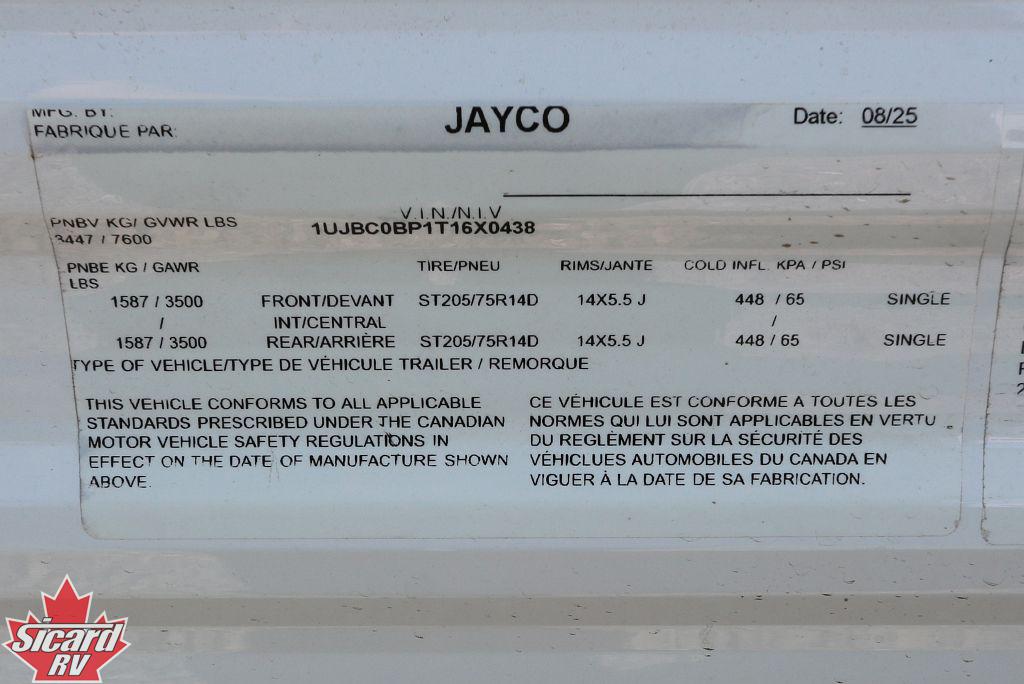 MFG. BY:
FABRIQUE PAR:
JAYCO
Date: 08/25
V.I.N./N.I.V
PNBV KG/ GVWR LBS
1UJBC0BP1T16X0438
3447 / 7600
PNBE KG / GAWR LBS
TIRE/PNEU RIMS/JANTE COLD INFL. KPA / PSI
1587 / 3500 FRONT/DEVANT ST205/75R14D 14X5.5 J 448 / 65 SINGLE
/ INT/CENTRAL /
1587 / 3500 REAR/ARRIÈRE ST205/75R14D 14X5.5 J 448 / 65 SINGLE
TYPE OF VEHICLE/TYPE DE VÉHICULE TRAILER / REMORQUE
THIS VEHICLE CONFORMS TO ALL APPLICABLE
STANDARDS PRESCRIBED UNDER THE CANADIAN
MOTOR VEHICLE SAFETY REGULATIONS IN
EFFECT ON THE DATE OF MANUFACTURE SHOWN
ABOVE.
CE VÉHICULE EST CONFORME A TOUTES LES
NORMES QUI LUI SONT APPLICABLES EN VERTU
DU REGLÈMENT SUR LA SÉCURITÉ DES
VÉHICLUES AUTOMOBILES DU CANADA EN
VIGUER À LA DATE DE SA FABRICATION.
Sicard
RV